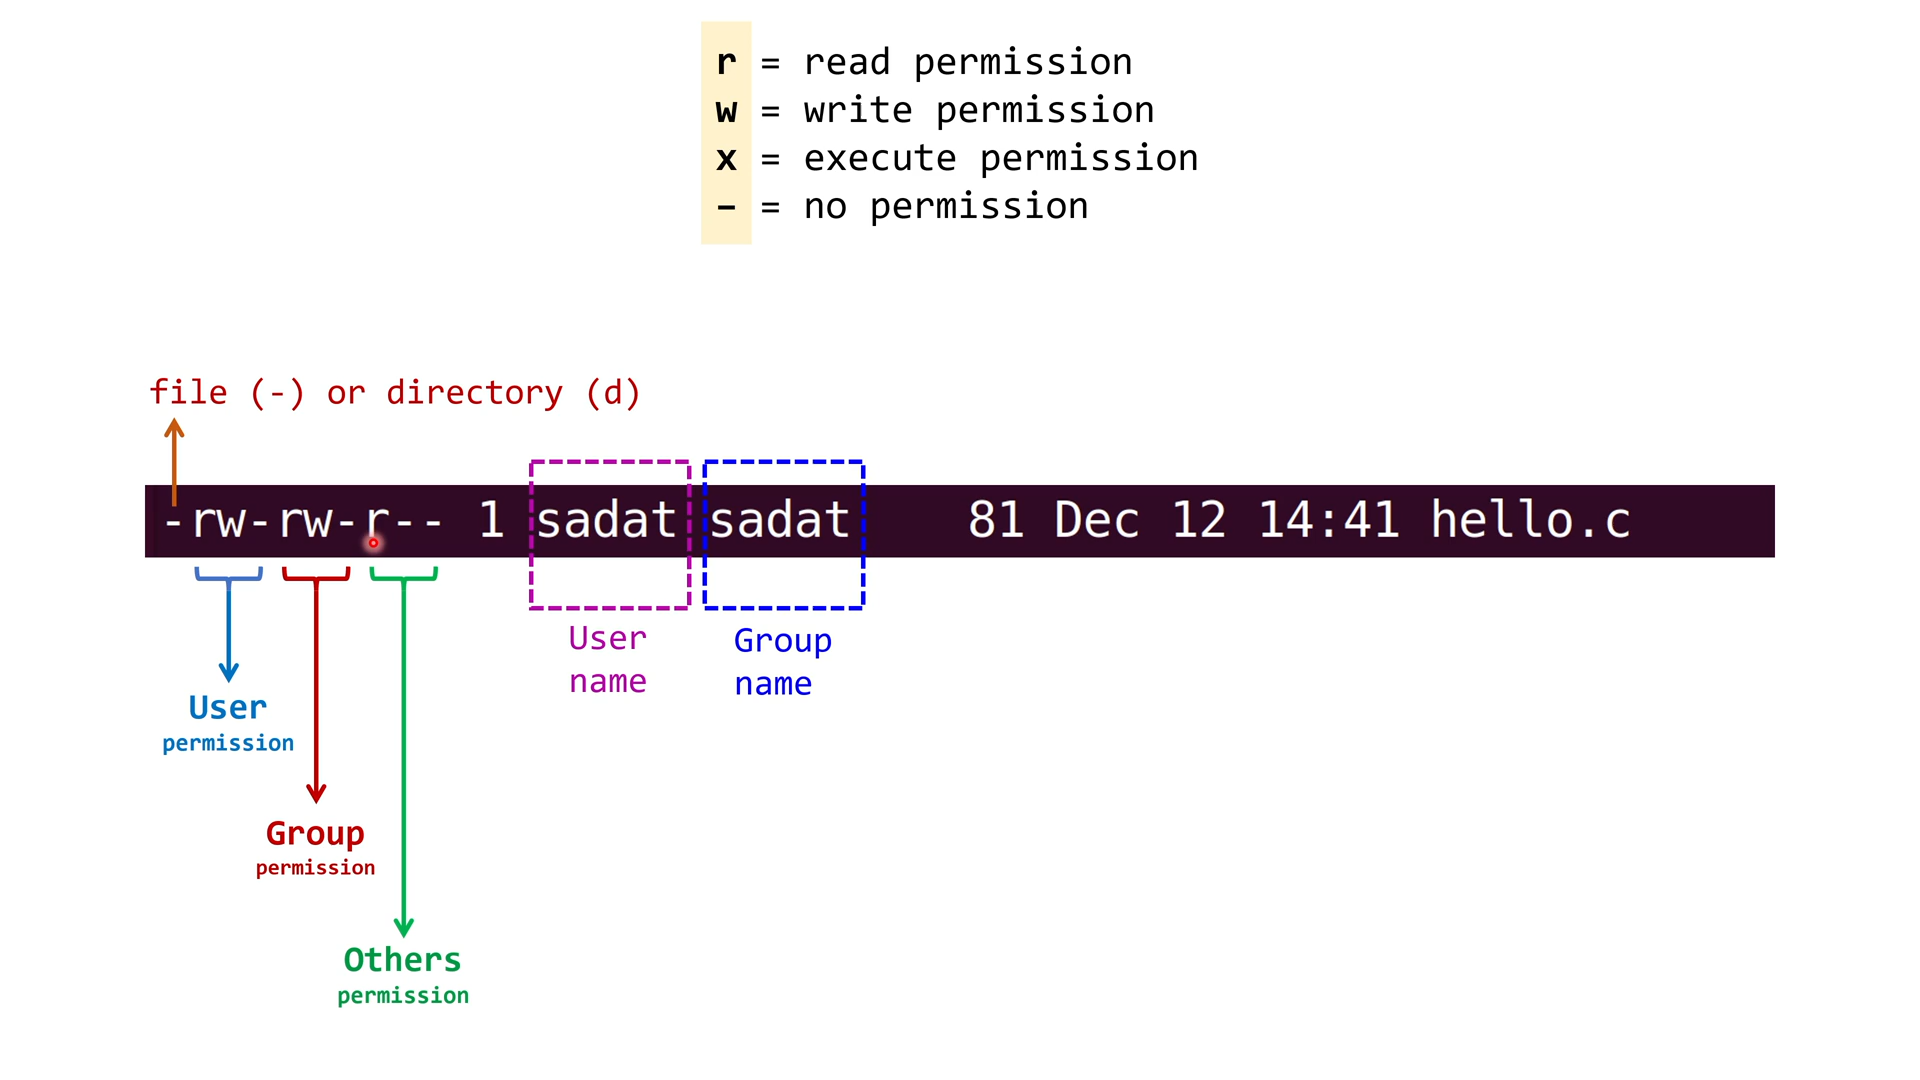 r = read permission
w = write permission
x = execute permission
- = no permission
file (-) or directory (d)
-rw-rw-r-- 1 sadat sadat 81 Dec 12 14:41 hello.c
User
name
Group
name
User
permission
Group
permission
Others
permission